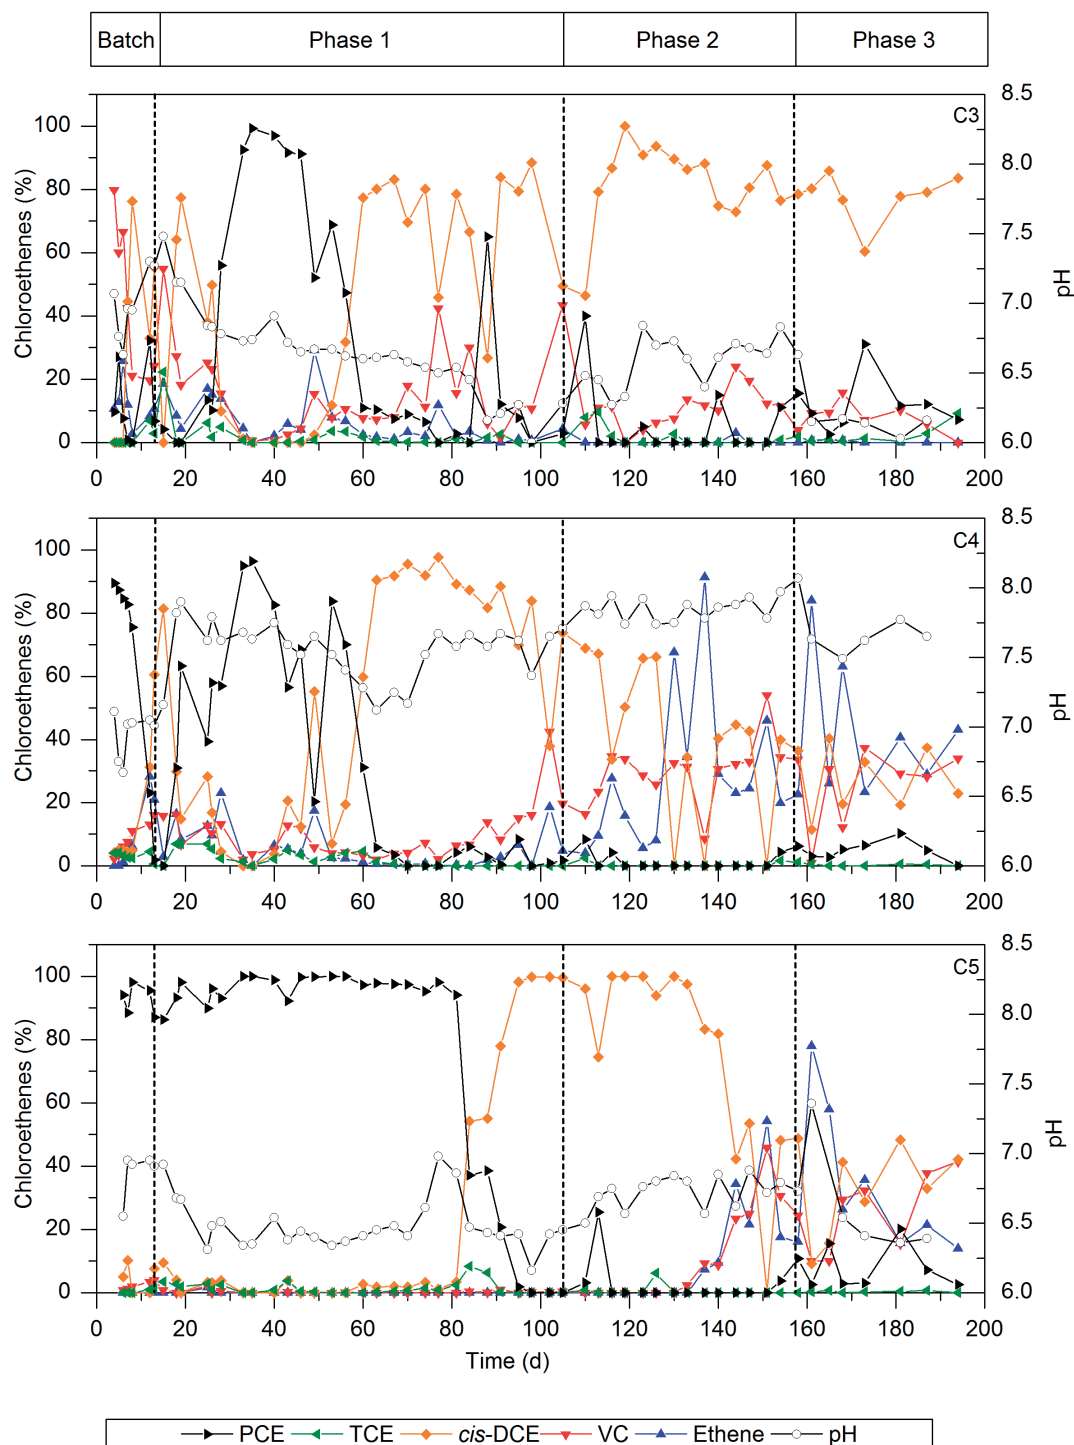 Batch Phase 1 Phase 2 Phase 3
C3
Chloroethenes (%)
100
80
60
40
20
0
8.5
8.0
7.5
7.0
6.5
6.0
pH
0 20 40 60 80 100 120 140 160 180 200
C4
Chloroethenes (%)
100
80
60
40
20
0
8.5
8.0
7.5
7.0
6.5
6.0
pH
0 20 40 60 80 100 120 140 160 180 200
C5
Chloroethenes (%)
100
80
60
40
20
0
8.5
8.0
7.5
7.0
6.5
6.0
pH
0 20 40 60 80 100 120 140 160 180 200
Time (d)
PCE TCE cis-DCE VC Ethene pH